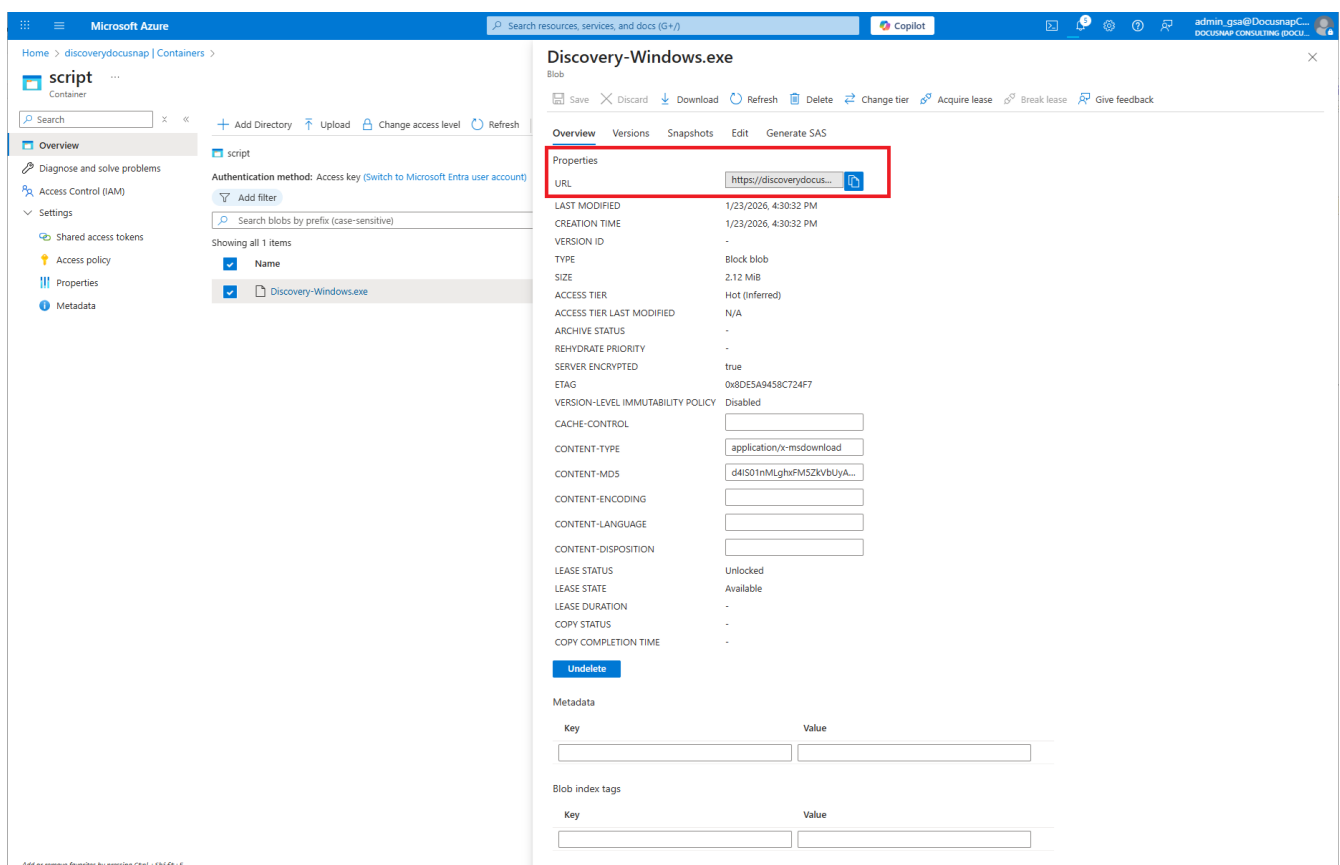 Microsoft Azure
Search resources, services, and docs (G+/)
Copilot
5
admin_gsa@DocusnapC...
DOCUSNAP CONSULTING (DOCU...
Home > discoverydocusnap | Containers >
script ...
Container
Search
Overview
Diagnose and solve problems
Access Control (IAM)
Settings
Shared access tokens
Access policy
Properties
Metadata
Add Directory Upload Change access level Refresh
script
Authentication method: Access key (Switch to Microsoft Entra user account)
Add filter
Search blobs by prefix (case-sensitive)
Showing all 1 items
Name
Discovery-Windows.exe
Discovery-Windows.exe
Blob
Save Discard Download Refresh Delete Change tier Acquire lease Break lease Give feedback
Overview Versions Snapshots Edit Generate SAS
Properties
URL https://discoverydocus...
LAST MODIFIED 1/23/2026, 4:30:32 PM
CREATION TIME 1/23/2026, 4:30:32 PM
VERSION ID -
TYPE Block blob
SIZE 2.12 MiB
ACCESS TIER Hot (Inferred)
ACCESS TIER LAST MODIFIED N/A
ARCHIVE STATUS -
REHYDRATE PRIORITY -
SERVER ENCRYPTED true
ETAG 0x8DE5A9458C724F7
VERSION-LEVEL IMMUTABILITY POLICY Disabled
CACHE-CONTROL
CONTENT-TYPE application/x-msdownload
CONTENT-MD5 d4IS01nMLghxFM5ZkVbUyA...
CONTENT-ENCODING
CONTENT-LANGUAGE
CONTENT-DISPOSITION
LEASE STATUS Unlocked
LEASE STATE Available
LEASE DURATION -
COPY STATUS -
COPY COMPLETION TIME -
Undelete
Metadata
Key Value
Blob index tags
Key Value